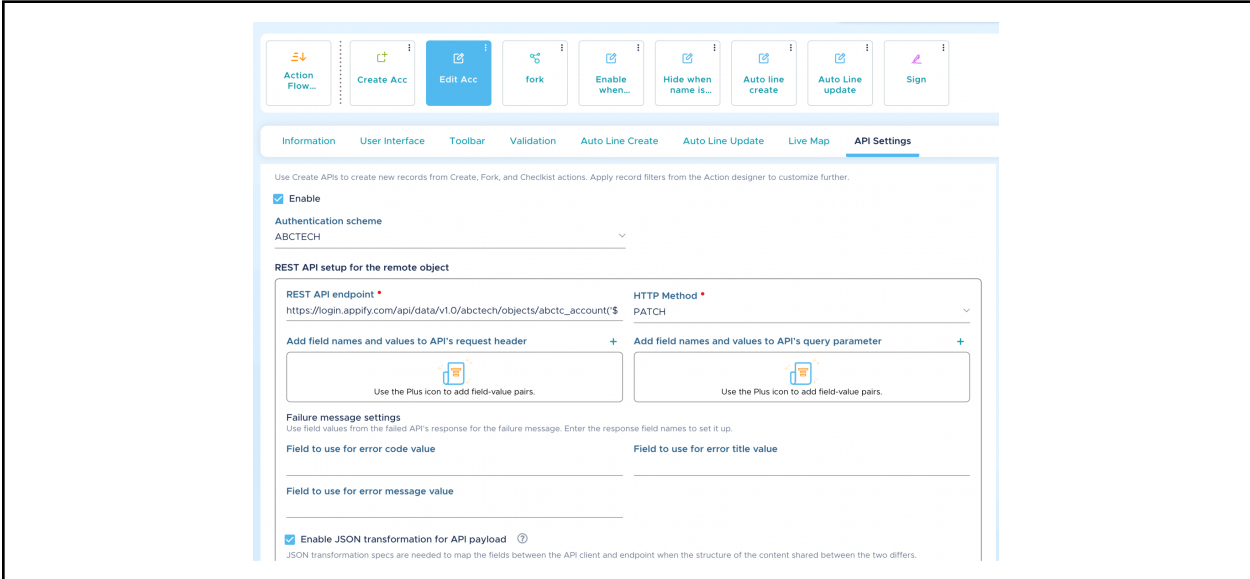 Action
Flow...
Create Acc
Edit Acc
fork
Enable
when...
Hide when
name is...
Auto line
create
Auto Line
update
Sign
Information User Interface Toolbar Validation Auto Line Create Auto Line Update Live Map API Settings
Use Create APIs to create new records from Create, Fork, and Checklist actions. Apply record filters from the Action designer to customize further.
Enable
Authentication scheme
ABCTECH
REST API setup for the remote object
REST API endpoint *
https://login.appify.com/api/data/v1.0/abctech/objects/abctc_account('$
HTTP Method *
PATCH
Add field names and values to API's request header +
Use the Plus icon to add field-value pairs.
Add field names and values to API's query parameter +
Use the Plus icon to add field-value pairs.
Failure message settings
Use field values from the failed API's response for the failure message. Enter the response field names to set it up.
Field to use for error code value
Field to use for error title value
Field to use for error message value
Enable JSON transformation for API payload ?
JSON transformation specs are needed to map the fields between the API client and endpoint when the structure of the content shared between the two differs.